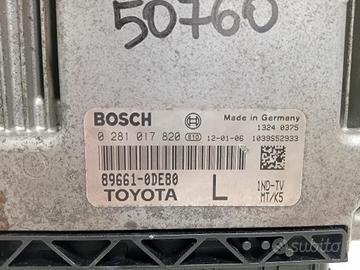 50760
BOSCH
Made in Germany
1324 0375
0 281 017 820 E10 12-01-06 1039S52933
89661-0DE80
TOYOTA
L
1ND-TV
MT/K5
subito